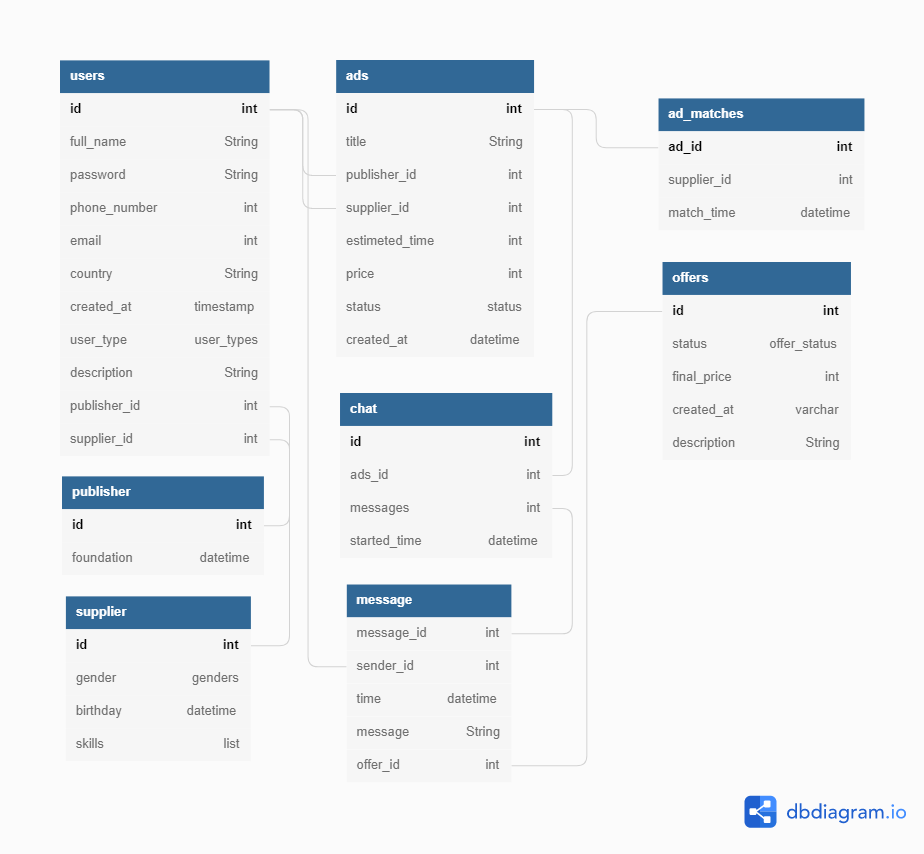 users
id int
full_name String
password String
phone_number int
email int
country String
created_at timestamp
user_type user_types
description String
publisher_id int
supplier_id int
publisher
id int
foundation datetime
supplier
id int
gender genders
birthday datetime
skills list
ads
id int
title String
publisher_id int
supplier_id int
estimeted_time int
price int
status status
created_at datetime
chat
id int
ads_id int
messages int
started_time datetime
message
message_id int
sender_id int
time datetime
message String
offer_id int
ad_matches
ad_id int
supplier_id int
match_time datetime
offers
id int
status offer_status
final_price int
created_at varchar
description String
dbdiagram.io